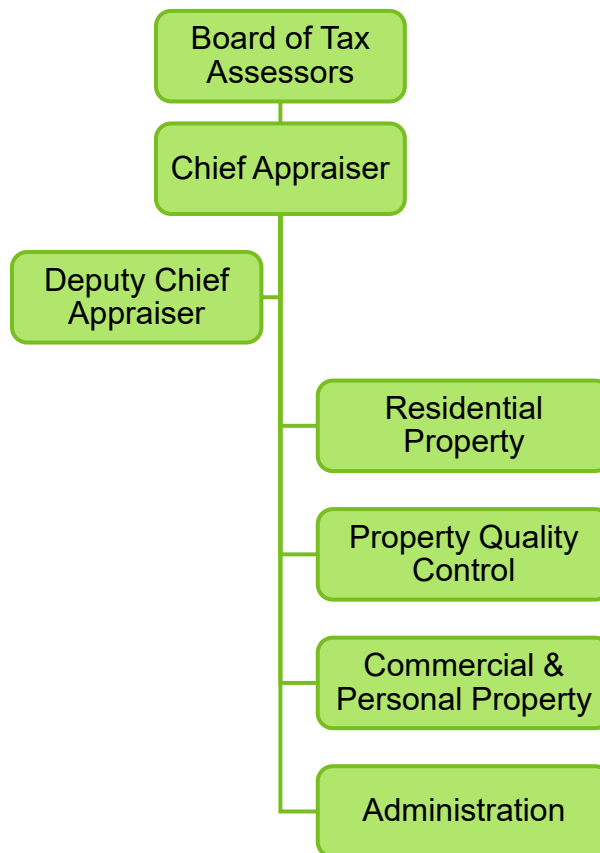 Board of Tax
Assessors
Chief Appraiser
Deputy Chief
Appraiser
Residential
Property
Property Quality
Control
Commercial &
Personal Property
Administration